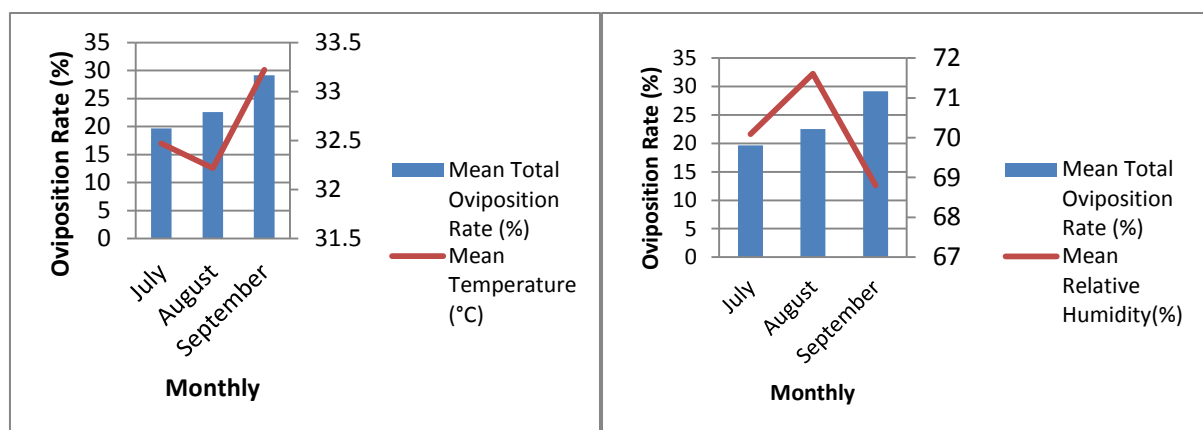 Oviposition Rate (%)
35
30
25
20
15
10
5
0
33.5
33
32.5
32
31.5
July
August
September
Monthly
Mean Total
Oviposition
Rate (%)
Mean
Temperature
(°C)
Oviposition Rate (%)
35
30
25
20
15
10
5
0
72
71
70
69
68
67
July
August
September
Monthly
Mean Total
Oviposition
Rate (%)
Mean
Relative
Humidity(%)